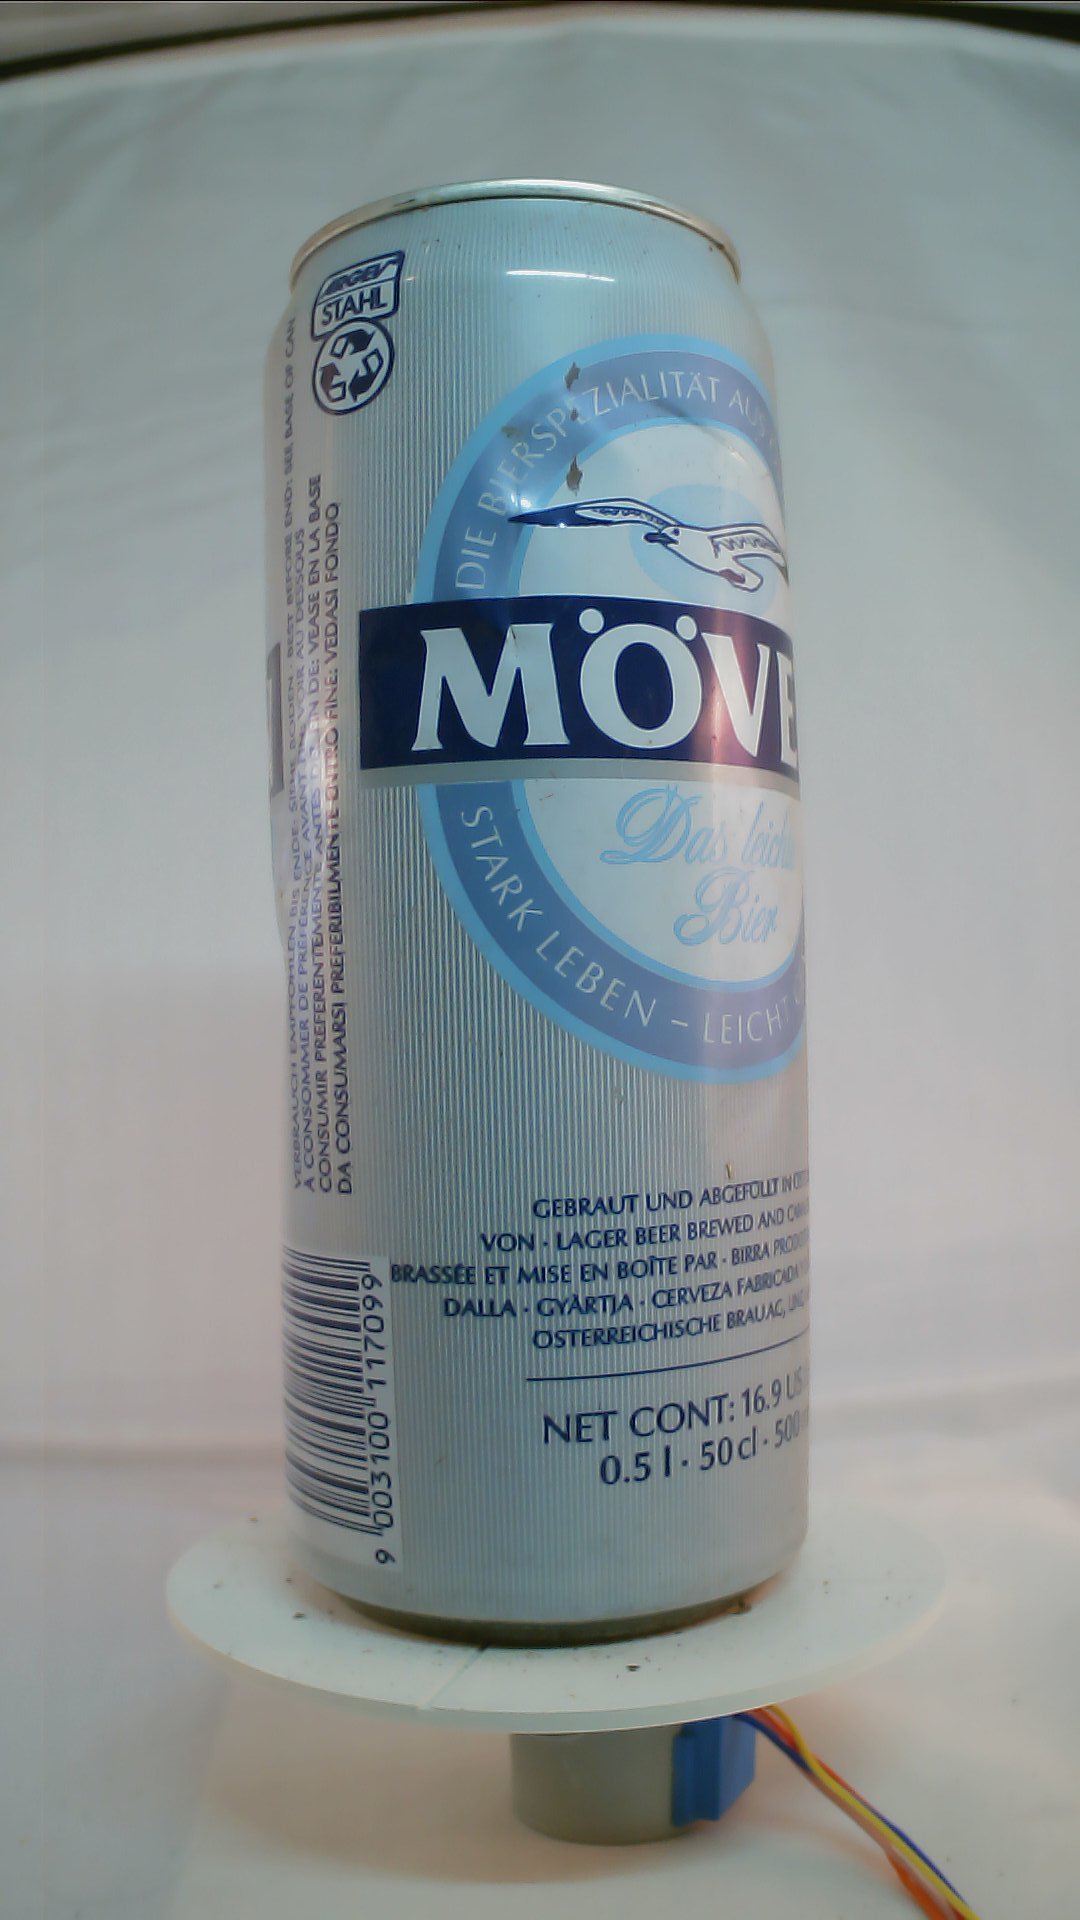 ARGEV
STAHL
VERBRAUCH EMPFOHLEN BIS ENDE: SIEHE BODEN · BEST BEFORE END: SEE BASE OF CAN
À CONSOMMER DE PRÉFÉRENCE AVANT FIN: VOIR AU DESSOUS
CONSUMIR PREFERENTEMENTE ANTES DEL FIN DE: VEASE EN LA BASE
DA CONSUMARSI PREFERIBILMENTE ENTRO FINE: VEDASI FONDO
DIE BIERSPEZIALITÄT AUS
MÖVE
Das
Bier
STARK LEBEN – LEICHT
GEBRAUT UND ABGEFÜLLT IN
VON · LAGER BEER BREWED AND
BRASSÉE ET MISE EN BOÎTE PAR · BIRRA
DALLA · GYÁRTJA · CERVEZA FABRICADA
ÖSTERREICHISCHE BRAU AG,
NET CONT: 16.9 US
0.5 l · 50 cl · 500
9 003100 117099